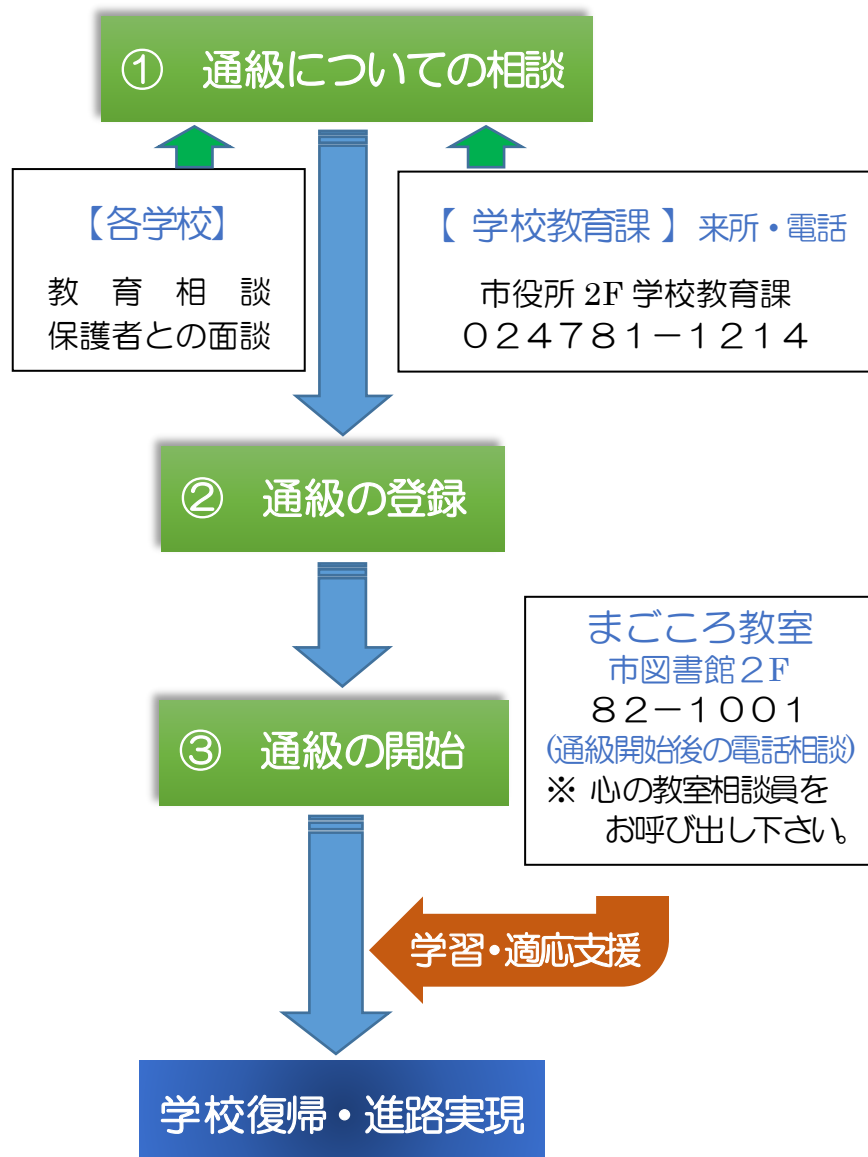 ① 通級についての相談
【各学校】
教 育 相 談
保護者との面談
【 学校教育課 】 来所・電話
市役所 2F 学校教育課
024781-1214
② 通級の登録
まごころ教室
市図書館2F
82-1001
(通級開始後の電話相談)
※ 心の教室相談員を
お呼び出し下さい。
③ 通級の開始
学習・適応支援
学校復帰・進路実現